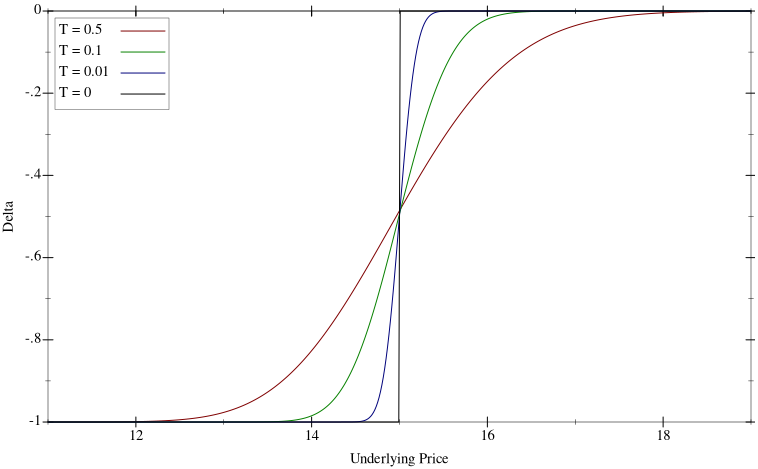 0
T = 0.5
T = 0.1
T = 0.01
T = 0
-.2
-.4
-.6
-.8
-1
Delta
12
14
16
18
Underlying Price